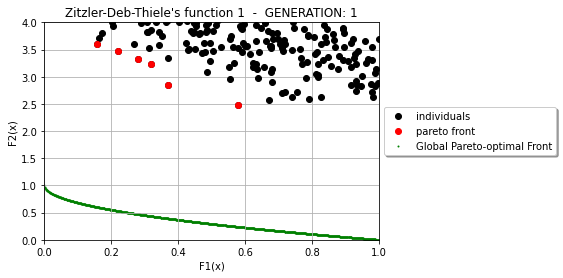 Zitzler-Deb-Thiele's function 1 - GENERATION: 1
4.0
3.5
3.0
2.5
2.0
1.5
1.0
0.5
0.0
F2(x)
0.0 0.2 0.4 0.6 0.8 1.0
F1(x)
individuals
pareto front
Global Pareto-optimal Front